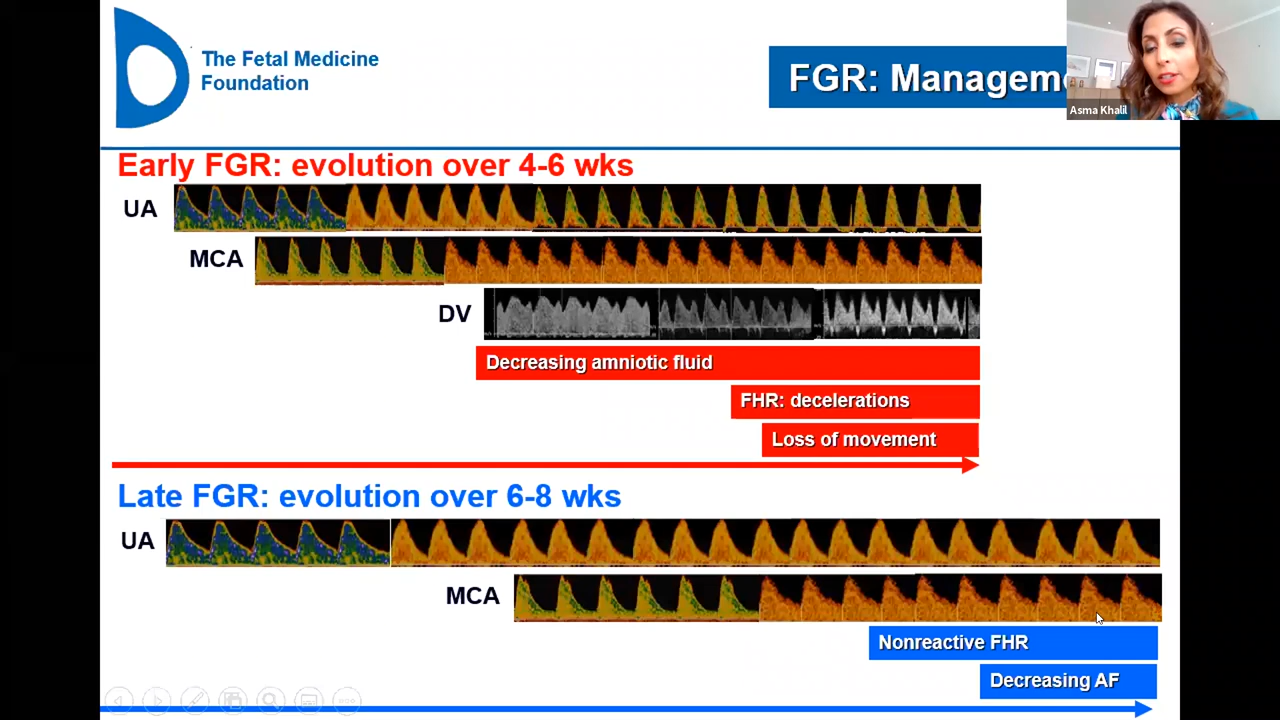 The Fetal Medicine
Foundation
FGR: Managem
Asma Khalil
Early FGR: evolution over 4-6 wks
UA
MCA
DV
Decreasing amniotic fluid
FHR: decelerations
Loss of movement
Late FGR: evolution over 6-8 wks
UA
MCA
Nonreactive FHR
Decreasing AF